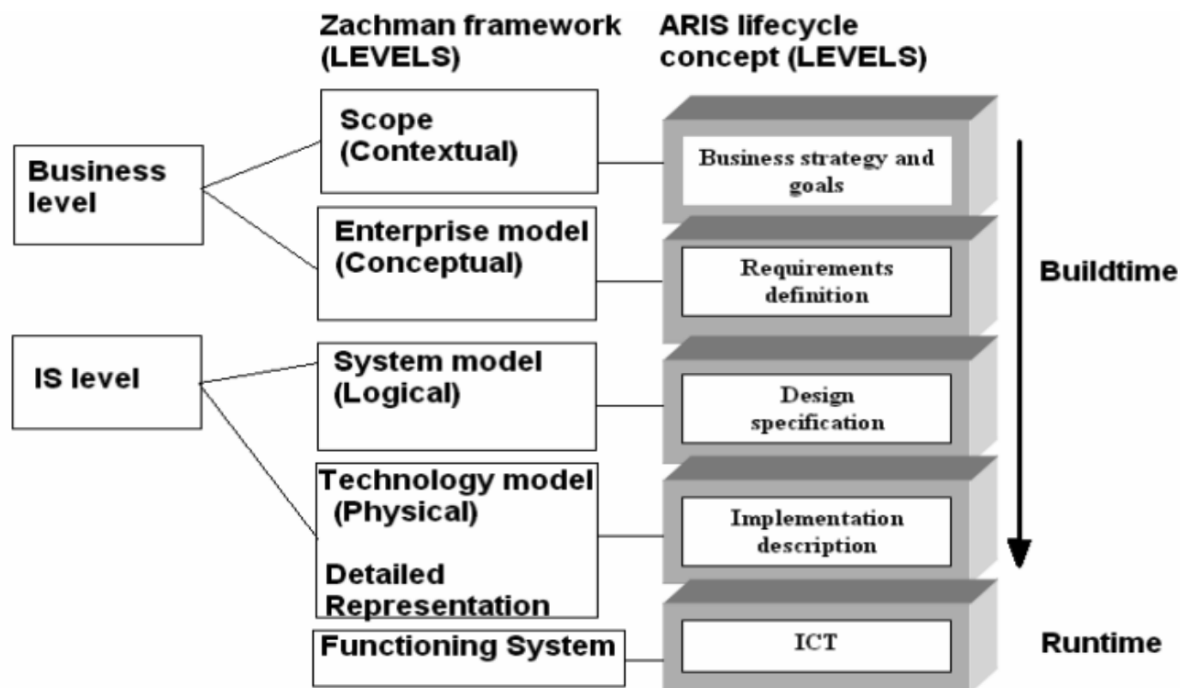 Zachman framework
(LEVELS)
ARIS lifecycle
concept (LEVELS)
Business
level
Scope
(Contextual)
Business strategy and
goals
Enterprise model
(Conceptual)
Requirements
definition
Buildtime
IS level
System model
(Logical)
Design
specification
Technology model
(Physical)
Detailed
Representation
Implementation
description
Functioning System
ICT
Runtime